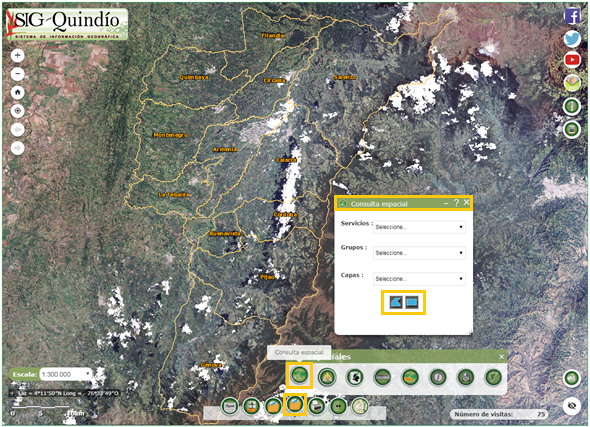 SIG-Quindío
SISTEMA DE INFORMACIÓN GEOGRÁFICA
Filandia
Quimbaya
Circasia
Salento
Montenegro
Armenia
Calarcá
La Tebaida
Córdoba
Buenavista
Pijao
Génova
Consulta espacial
– ? ×
Servicios :
Seleccione...
Grupos :
Seleccione...
Capas :
Seleccione...
Consulta espacial
iales
×
Escala: 1:300.000
Lat = 4°11'50"N Long = -75°33'49"O
0 5 10km
Número de visitas: 75